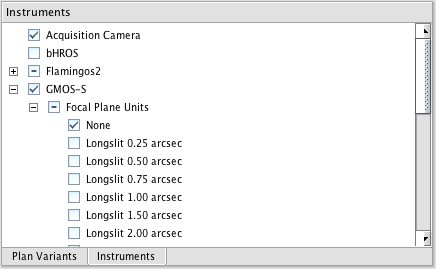 Instruments
Acquisition Camera
bHROS
Flamingos2
GMOS-S
Focal Plane Units
None
Longslit 0.25 arcsec
Longslit 0.50 arcsec
Longslit 0.75 arcsec
Longslit 1.00 arcsec
Longslit 1.50 arcsec
Longslit 2.00 arcsec
Plan Variants Instruments